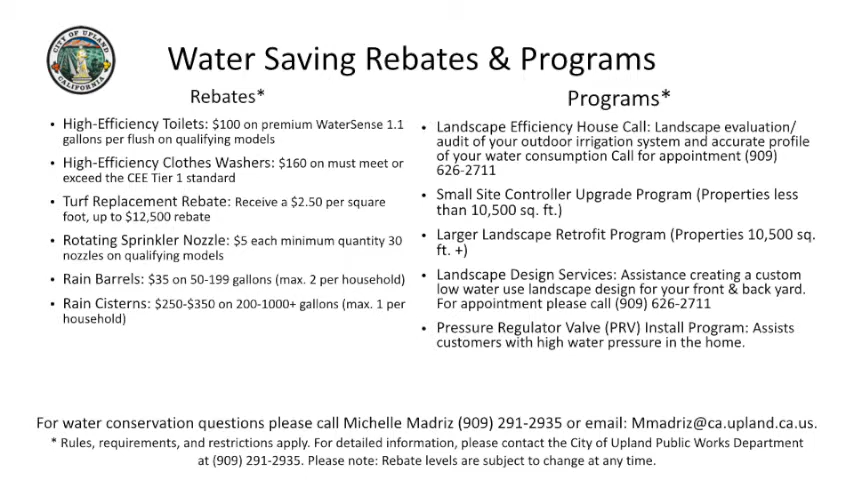 CITY OF UPLAND
CALIFORNIA
Water Saving Rebates & Programs
Rebates*
• High-Efficiency Toilets: $100 on premium WaterSense 1.1
gallons per flush on qualifying models
• High-Efficiency Clothes Washers: $160 on must meet or
exceed the CEE Tier 1 standard
• Turf Replacement Rebate: Receive a $2.50 per square
foot, up to $12,500 rebate
• Rotating Sprinkler Nozzle: $5 each minimum quantity 30
nozzles on qualifying models
• Rain Barrels: $35 on 50-199 gallons (max. 2 per household)
• Rain Cisterns: $250-$350 on 200-1000+ gallons (max. 1 per
household)
Programs*
• Landscape Efficiency House Call: Landscape evaluation/
audit of your outdoor irrigation system and accurate profile
of your water consumption Call for appointment (909)
626-2711
• Small Site Controller Upgrade Program (Properties less
than 10,500 sq. ft.)
• Larger Landscape Retrofit Program (Properties 10,500 sq.
ft. +)
• Landscape Design Services: Assistance creating a custom
low water use landscape design for your front & back yard.
For appointment please call (909) 626-2711
• Pressure Regulator Valve (PRV) Install Program: Assists
customers with high water pressure in the home.
For water conservation questions please call Michelle Madriz (909) 291-2935 or email: Mmadriz@ca.upland.ca.us.
* Rules, requirements, and restrictions apply. For detailed information, please contact the City of Upland Public Works Department
at (909) 291-2935. Please note: Rebate levels are subject to change at any time.